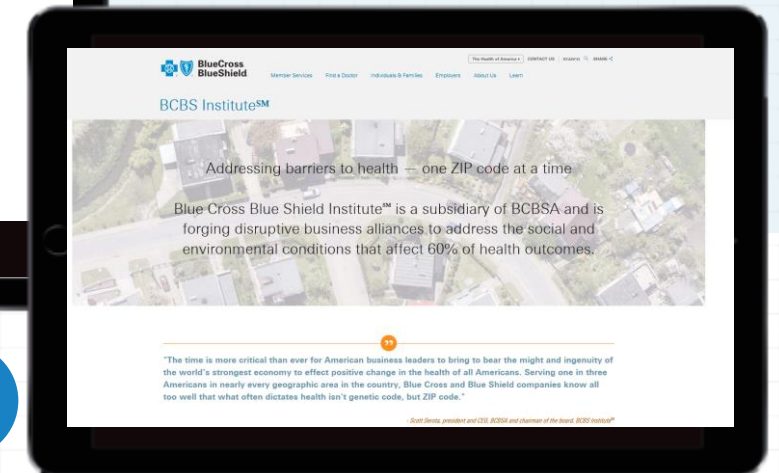 BlueCross
BlueShield
The Health of America
CONTACT US
SEARCH
SHARE
Member Services
Find a Doctor
Individuals & Families
Employers
About Us
Learn
BCBS Institute℠
Addressing barriers to health — one ZIP code at a time
Blue Cross Blue Shield Institute℠ is a subsidiary of BCBSA and is
forging disruptive business alliances to address the social and
environmental conditions that affect 60% of health outcomes.
"The time is more critical than ever for American business leaders to bring to bear the might and ingenuity of
the world's strongest economy to effect positive change in the health of all Americans. Serving one in three
Americans in nearly every geographic area in the country, Blue Cross and Blue Shield companies know all
too well that what often dictates health isn't genetic code, but ZIP code."
- Scott Serota, president and CEO, BCBSA and chairman of the board, BCBS Institute℠